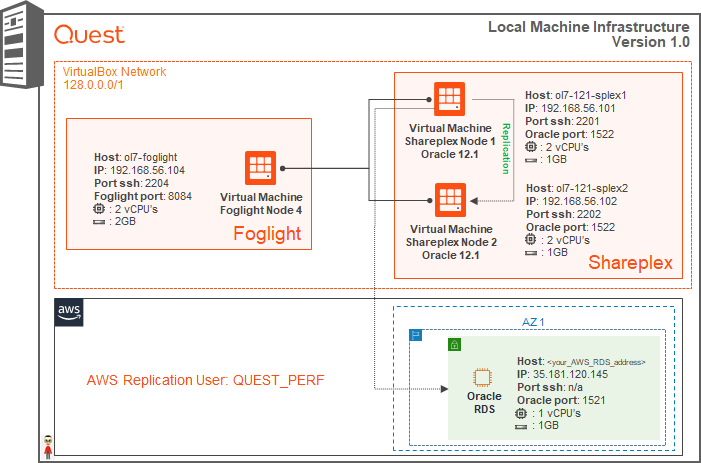 Quest
Local Machine Infrastructure
Version 1.0
VirtualBox Network
128.0.0.0/1
Host: ol7-foglight
IP: 192.168.56.104
Port ssh: 2204
Foglight port: 8084
: 2 vCPU's
: 2GB
Virtual Machine
Foglight Node 4
Foglight
Virtual Machine
Shareplex Node 1
Oracle 12.1
Replication
Host: ol7-121-splex1
IP: 192.168.56.101
Port ssh: 2201
Oracle port: 1522
: 2 vCPU's
: 1GB
Virtual Machine
Shareplex Node 2
Oracle 12.1
Host: ol7-121-splex2
IP: 192.168.56.102
Port ssh: 2202
Oracle port: 1522
: 2 vCPU's
: 1GB
Shareplex
aws
AWS Replication User: QUEST_PERF
AZ 1
Oracle
RDS
Host: <your_AWS_RDS_address>
IP: 35.181.120.145
Port ssh: n/a
Oracle port: 1521
: 1 vCPU's
: 1GB